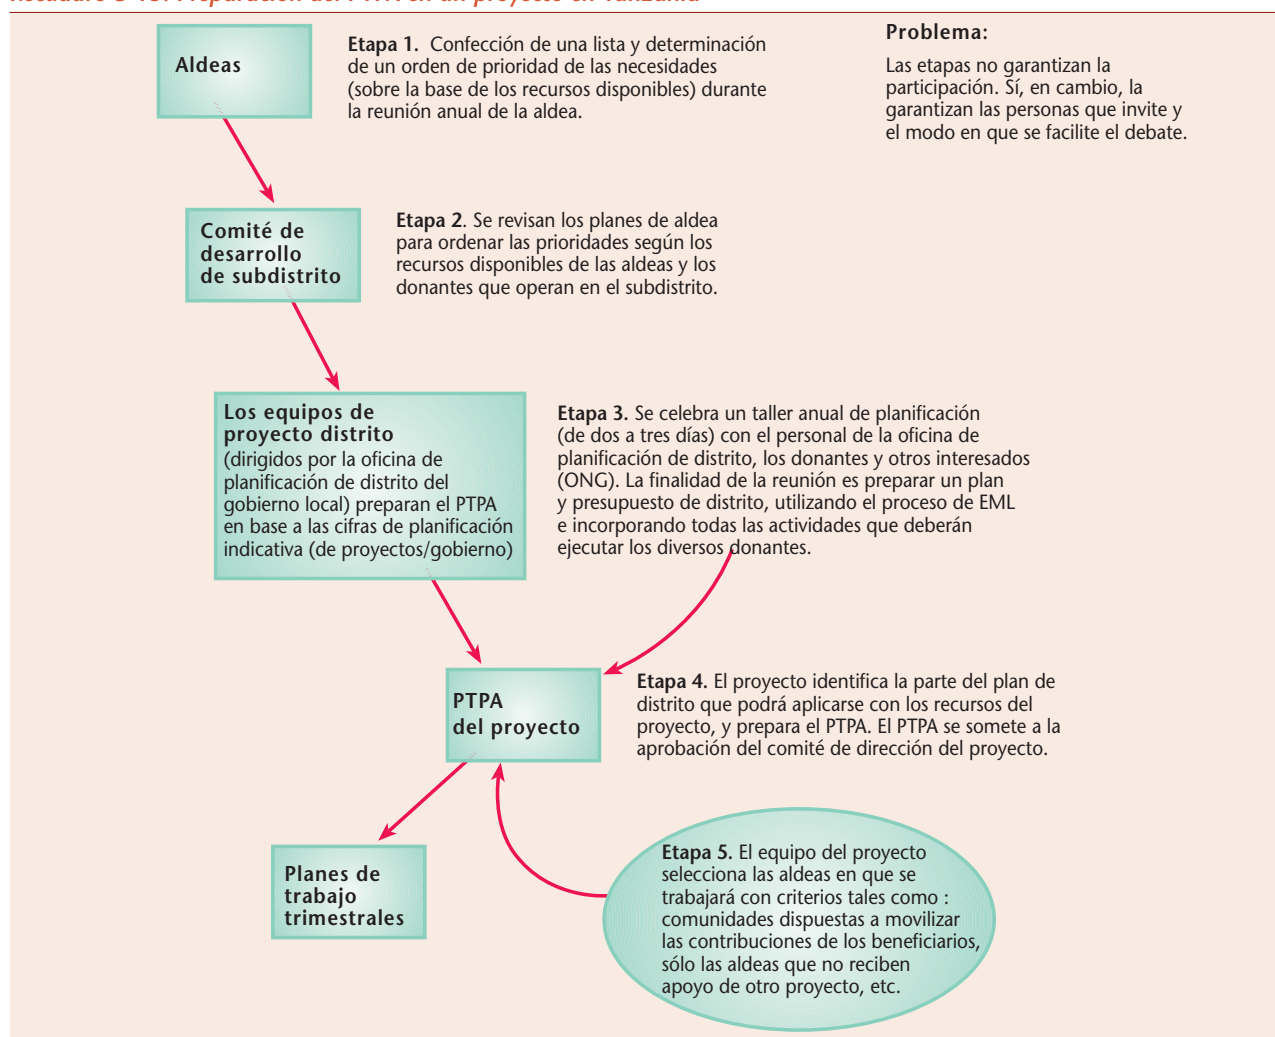 Aldeas
Etapa 1. Confección de una lista y determinación
de un orden de prioridad de las necesidades
(sobre la base de los recursos disponibles) durante
la reunión anual de la aldea.
Problema:
Las etapas no garantizan la
participación. Sí, en cambio, la
garantizan las personas que invite y
el modo en que se facilite el debate.
Comité de
desarrollo
de subdistrito
Etapa 2. Se revisan los planes de aldea
para ordenar las prioridades según los
recursos disponibles de las aldeas y los
donantes que operan en el subdistrito.
Los equipos de
proyecto distrito
(dirigidos por la oficina de
planificación de distrito del
gobierno local) preparan el PTPA
en base a las cifras de planificación
indicativa (de proyectos/gobierno)
Etapa 3. Se celebra un taller anual de planificación
(de dos a tres días) con el personal de la oficina de
planificación de distrito, los donantes y otros interesados
(ONG). La finalidad de la reunión es preparar un plan
y presupuesto de distrito, utilizando el proceso de EML
e incorporando todas las actividades que deberán
ejecutar los diversos donantes.
PTPA
del proyecto
Etapa 4. El proyecto identifica la parte del plan de
distrito que podrá aplicarse con los recursos del
proyecto, y prepara el PTPA. El PTPA se somete a la
aprobación del comité de dirección del proyecto.
Planes de
trabajo
trimestrales
Etapa 5. El equipo del proyecto
selecciona las aldeas en que se
trabajará con criterios tales como :
comunidades dispuestas a movilizar
las contribuciones de los beneficiarios,
sólo las aldeas que no reciben
apoyo de otro proyecto, etc.